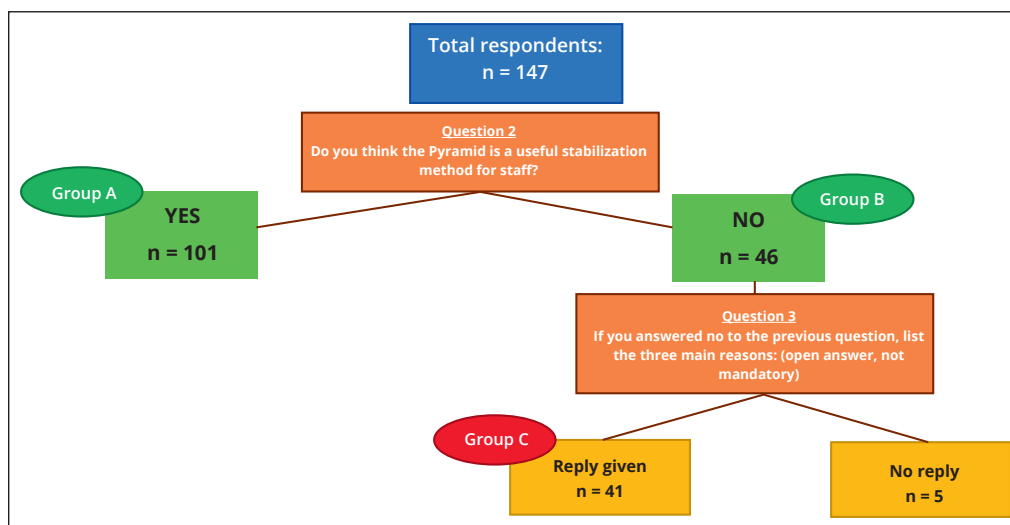 Total respondents:
n = 147
Question 2
Do you think the Pyramid is a useful stabilization
method for staff?
Group A
YES
n = 101
Group B
NO
n = 46
Question 3
If you answered no to the previous question, list
the three main reasons: (open answer, not
mandatory)
Group C
Reply given
n = 41
No reply
n = 5